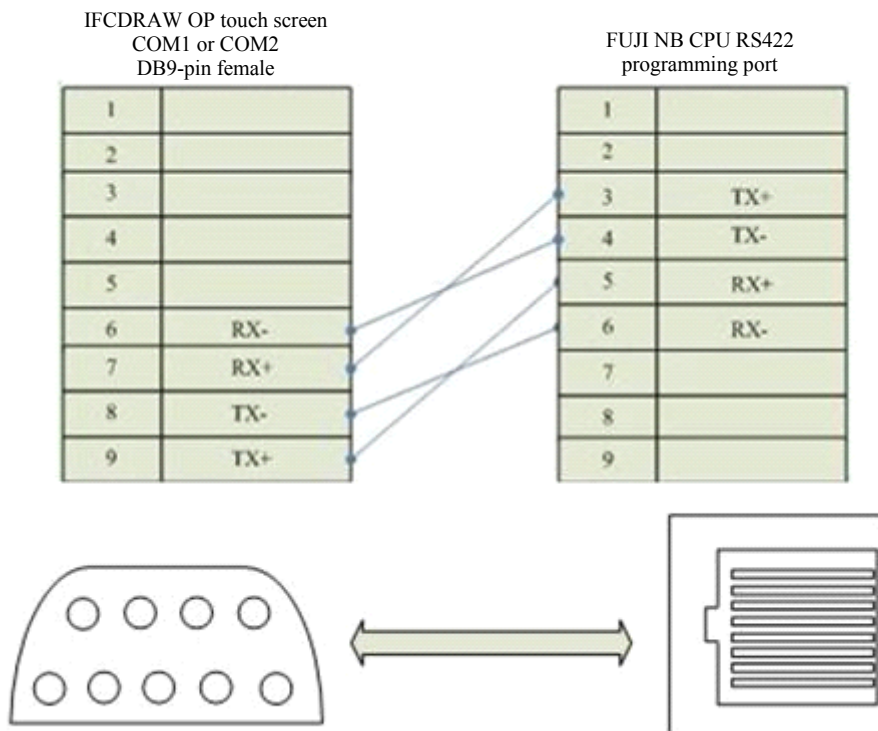 IFCDRAW OP touch screen
COM1 or COM2
DB9-pin female
1
2
3
4
5
6 RX-
7 RX+
8 TX-
9 TX+
FUJI NB CPU RS422
programming port
1
2
3 TX+
4 TX-
5 RX+
6 RX-
7
8
9